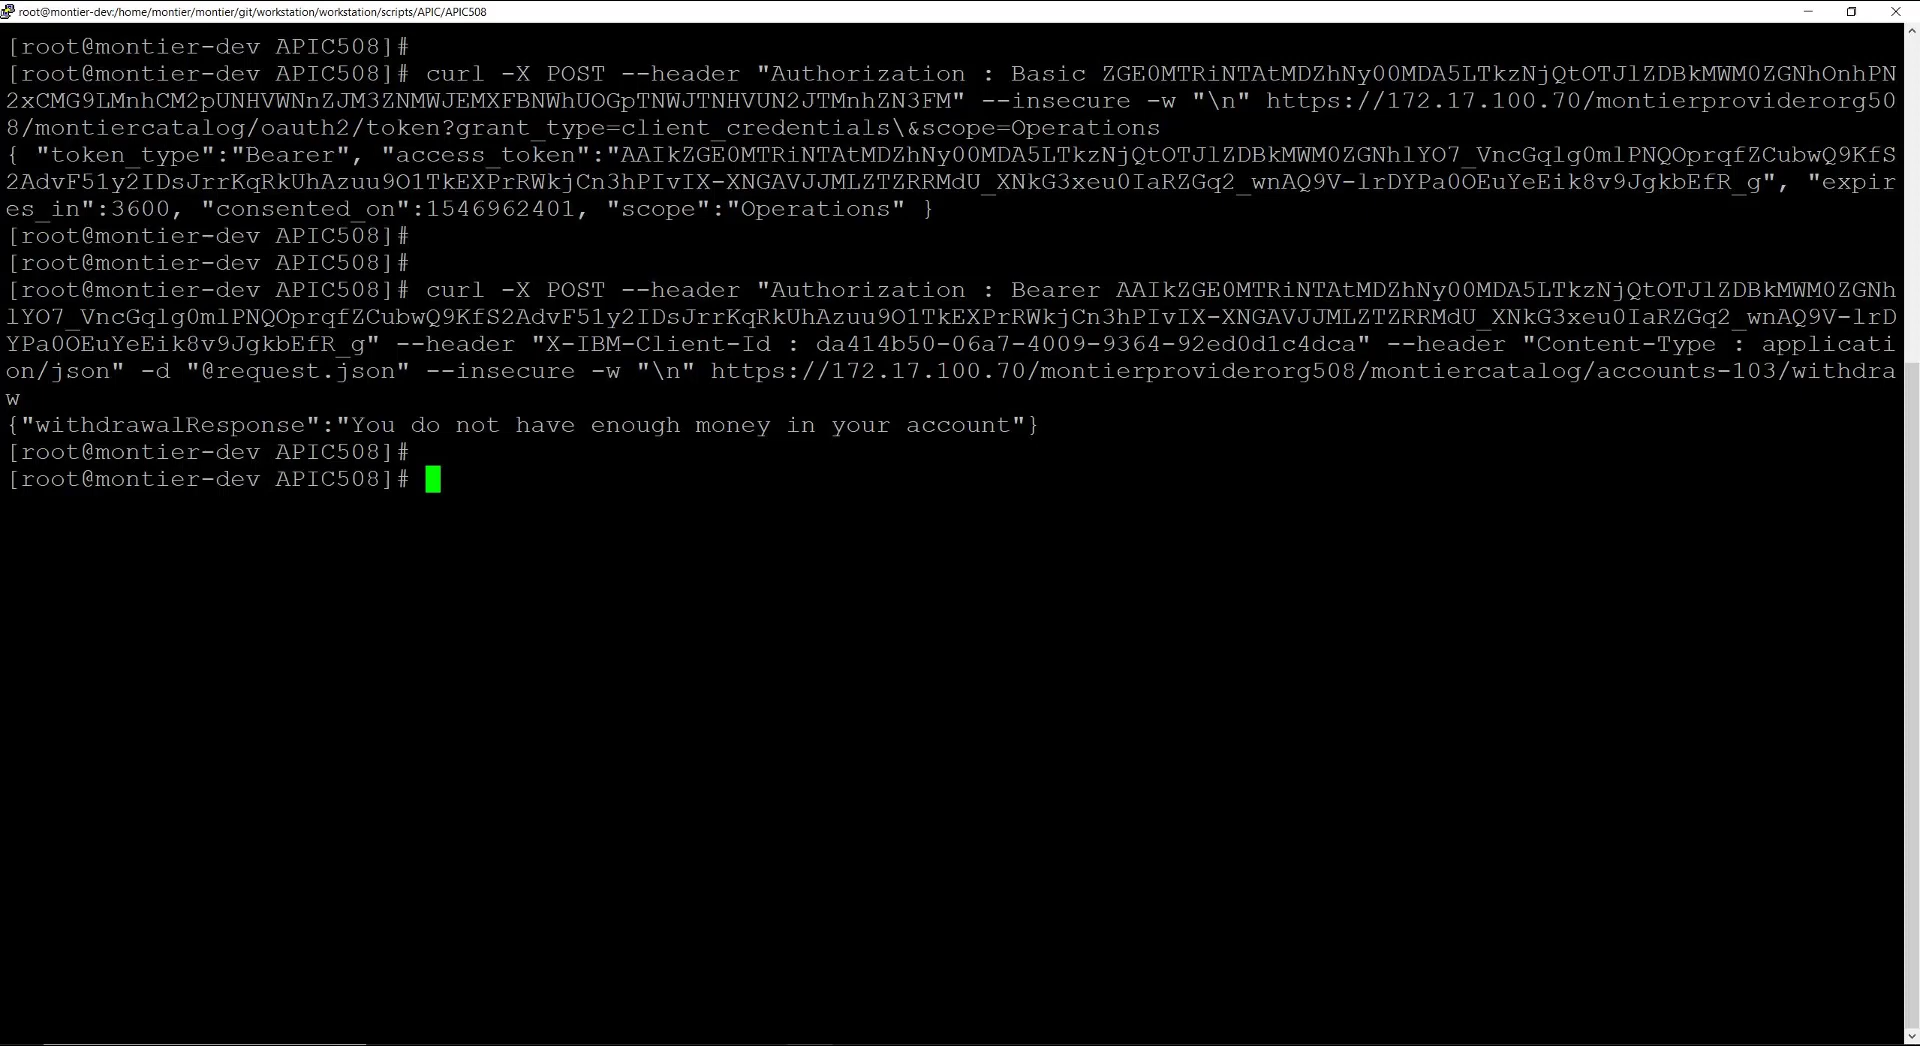 root@montier-dev:/home/montier/montier/git/workstation/workstation/scripts/APIC/APIC508
[root@montier-dev APIC508]#
[root@montier-dev APIC508]# curl -X POST --header "Authorization : Basic ZGE0MTRiNTAtMDZhNy00MDA5LTkzNjQtOTJlZDBkMWM0ZGNhOnhPN
2xCMG9LMnhCM2pUNHVWNnZJM3ZNMWJEMXFBNWhUOGpTNWJTNHVUN2JTMnhZN3FM" --insecure -w "\n" https://172.17.100.70/montierproviderorg50
8/montiercatalog/oauth2/token?grant_type=client_credentials\&scope=Operations
{ "token_type":"Bearer", "access_token":"AAIkZGE0MTRiNTAtMDZhNy00MDA5LTkzNjQtOTJlZDBkMWM0ZGNhlYO7_VncGqlg0mlPNQOprqfZCubwQ9KfS
2AdvF51y2IDsJrrKqRkUhAzuu9O1TkEXPrRWkjCn3hPIvIX-XNGAVJJMLZTZRRMdU_XNkG3xeu0IaRZGq2_wnAQ9V-lrDYPa0OEuYeEik8v9JgkbEfR_g", "expir
es_in":3600, "consented_on":1546962401, "scope":"Operations" }
[root@montier-dev APIC508]#
[root@montier-dev APIC508]#
[root@montier-dev APIC508]# curl -X POST --header "Authorization : Bearer AAIkZGE0MTRiNTAtMDZhNy00MDA5LTkzNjQtOTJlZDBkMWM0ZGNh
lYO7_VncGqlg0mlPNQOprqfZCubwQ9KfS2AdvF51y2IDsJrrKqRkUhAzuu9O1TkEXPrRWkjCn3hPIvIX-XNGAVJJMLZTZRRMdU_XNkG3xeu0IaRZGq2_wnAQ9V-lrD
YPa0OEuYeEik8v9JgkbEfR_g" --header "X-IBM-Client-Id : da414b50-06a7-4009-9364-92ed0d1c4dca" --header "Content-Type : applicati
on/json" -d "@request.json" --insecure -w "\n" https://172.17.100.70/montierproviderorg508/montiercatalog/accounts-103/withdra
w
{"withdrawalResponse":"You do not have enough money in your account"}
[root@montier-dev APIC508]#
[root@montier-dev APIC508]#